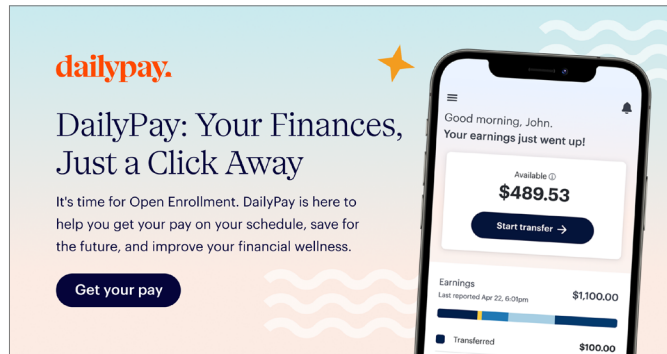 dailypay.
DailyPay: Your Finances,
Just a Click Away
It's time for Open Enrollment. DailyPay is here to
help you get your pay on your schedule, save for
the future, and improve your financial wellness.
Get your pay
Good morning, John.
Your earnings just went up!
Available
$489.53
Start transfer →
Earnings
$1,100.00
Last reported Apr 22, 6:01pm
Transferred
$100.00